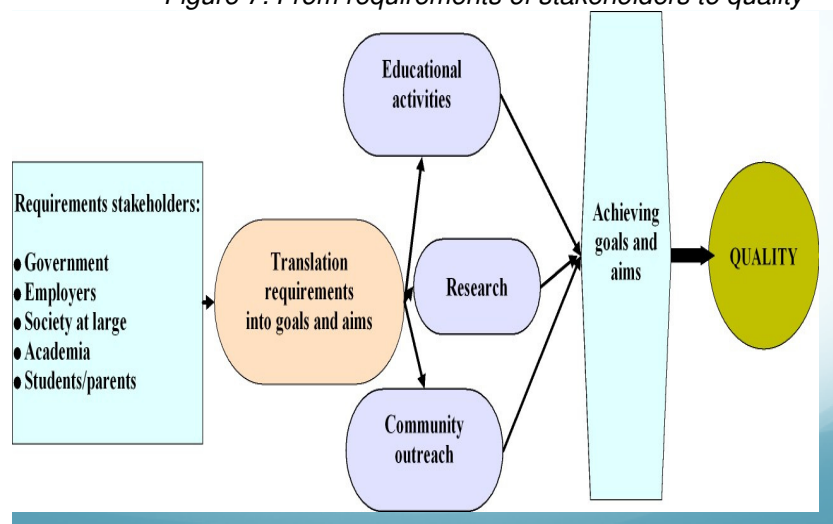 Figure 7: From requirements of stakeholders to quality
Requirements stakeholders:
● Government
● Employers
● Society at large
● Academia
● Students/parents
Translation
requirements
into goals and aims
Educational
activities
Research
Community
outreach
Achieving
goals and
aims
QUALITY